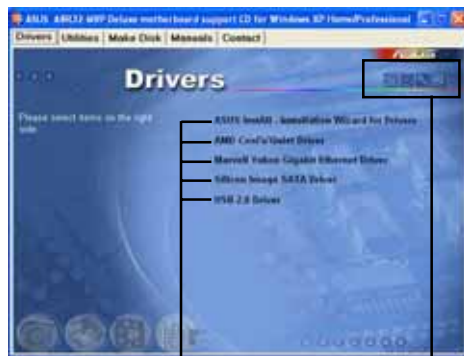 ASUS A8R32-MVP Deluxe motherboard support CD for Windows XP Home/Professional
Drivers Utilities Make Disk Manuals Contact
Drivers
Please select items on the right
side.
ASUS InstAll - Installation Wizard for Drivers
AMD Cool'n'Quiet Driver
Marvell Yukon Gigabit Ethernet Driver
Silicon Image SATA Driver
USB 2.0 Driver